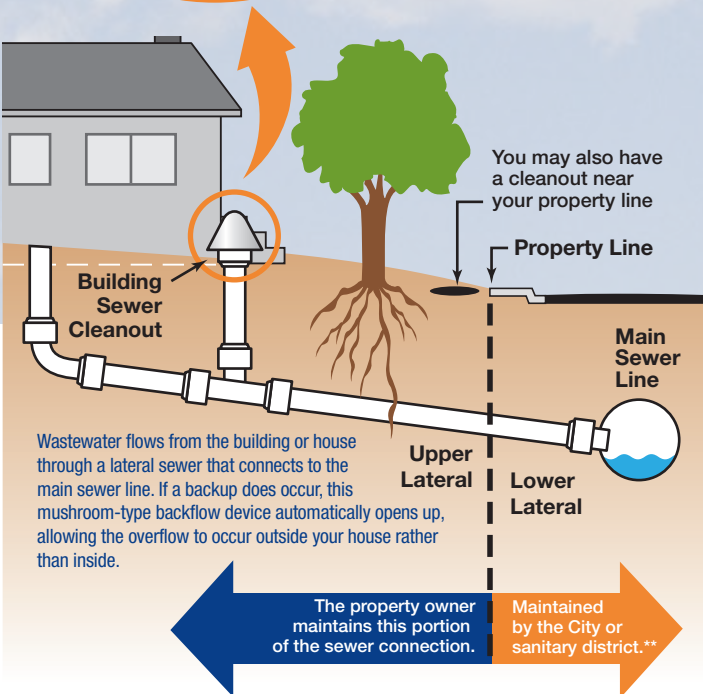 You may also have
a cleanout near
your property line
Property Line
Building
Sewer
Cleanout
Main
Sewer
Line
Wastewater flows from the building or house
through a lateral sewer that connects to the
main sewer line. If a backup does occur, this
mushroom-type backflow device automatically opens up,
allowing the overflow to occur outside your house rather
than inside.
Upper
Lateral
Lower
Lateral
The property owner
maintains this portion
of the sewer connection.
Maintained
by the City or
sanitary district.**